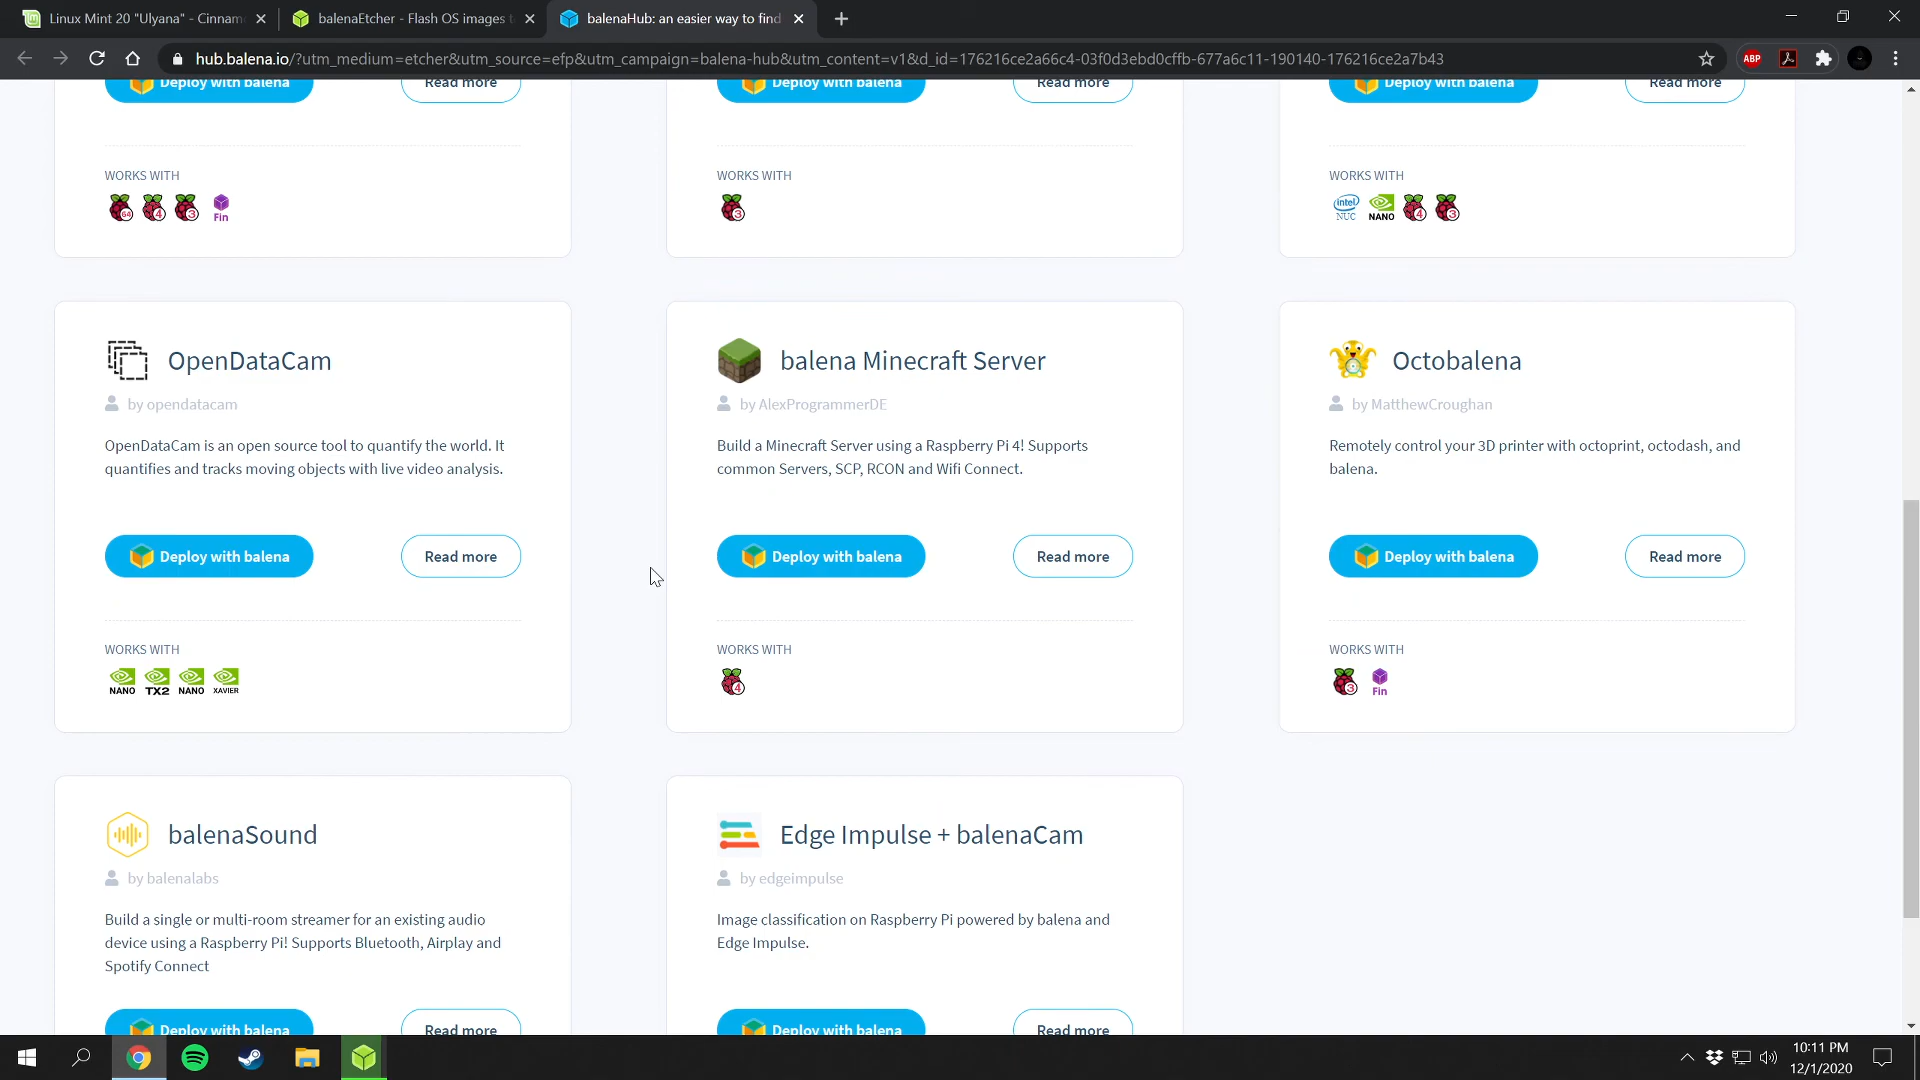 Linux Mint 20 "Ulyana" - Cinnam
balenaEtcher - Flash OS images t
balenaHub: an easier way to find
hub.balena.io/?utm_medium=etcher&utm_source=efp&utm_campaign=balena-hub&utm_content=v1&d_id=176216ce2a66c4-03f0d3ebd0cffb-677a6c11-190140-176216ce2a7b43
ABP
Deploy with balena
Read more
Deploy with balena
Read more
Deploy with balena
Read more
WORKS WITH
64 4 3 Fin
WORKS WITH
3
WORKS WITH
intel NUC NANO 4 3
OpenDataCam
by opendatacam
OpenDataCam is an open source tool to quantify the world. It
quantifies and tracks moving objects with live video analysis.
Deploy with balena
Read more
WORKS WITH
NANO TX2 NANO XAVIER
balena Minecraft Server
by AlexProgrammerDE
Build a Minecraft Server using a Raspberry Pi 4! Supports
common Servers, SCP, RCON and Wifi Connect.
Deploy with balena
Read more
WORKS WITH
4
Octobalena
by MatthewCroughan
Remotely control your 3D printer with octoprint, octodash, and
balena.
Deploy with balena
Read more
WORKS WITH
3 Fin
balenaSound
by balenalabs
Build a single or multi-room streamer for an existing audio
device using a Raspberry Pi! Supports Bluetooth, Airplay and
Spotify Connect
Deploy with balena
Read more
Edge Impulse + balenaCam
by edgeimpulse
Image classification on Raspberry Pi powered by balena and
Edge Impulse.
Deploy with balena
Read more
10:11 PM
12/1/2020